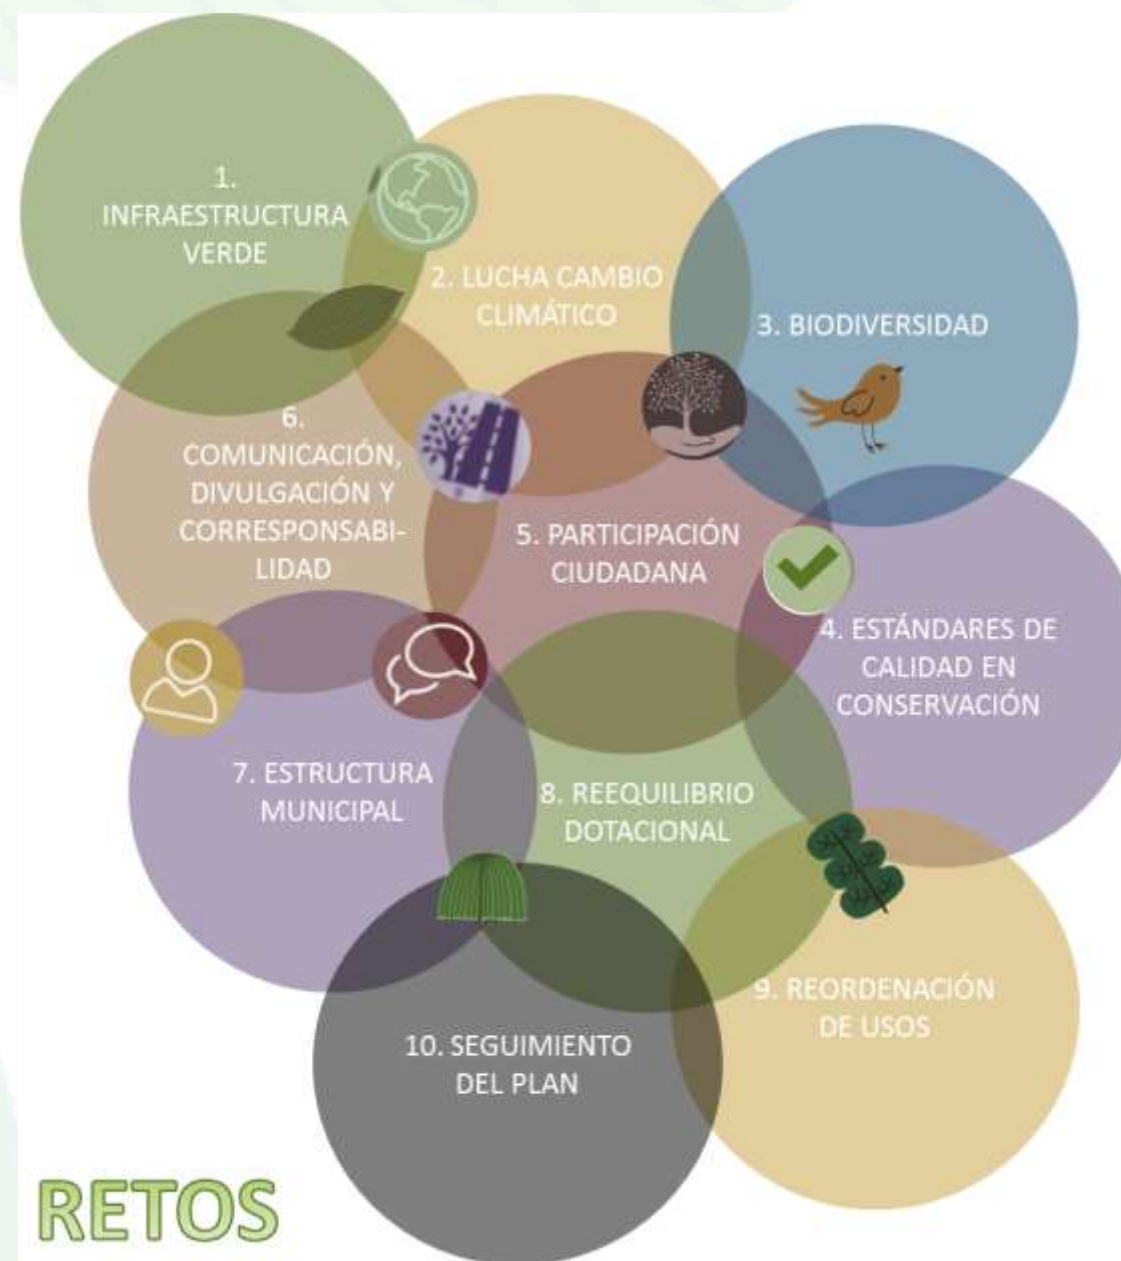 1.
INFRAESTRUCTURA
VERDE
2. LUCHA CAMBIO
CLIMÁTICO
3. BIODIVERSIDAD
6.
COMUNICACIÓN,
DIVULGACIÓN Y
CORRESPONSABI-
LIDAD
5. PARTICIPACIÓN
CIUDADANA
4. ESTÁNDARES DE
CALIDAD EN
CONSERVACIÓN
7. ESTRUCTURA
MUNICIPAL
8. REEQUILIBRIO
DOTACIONAL
9. REORDENACIÓN
DE USOS
10. SEGUIMIENTO
DEL PLAN
RETOS